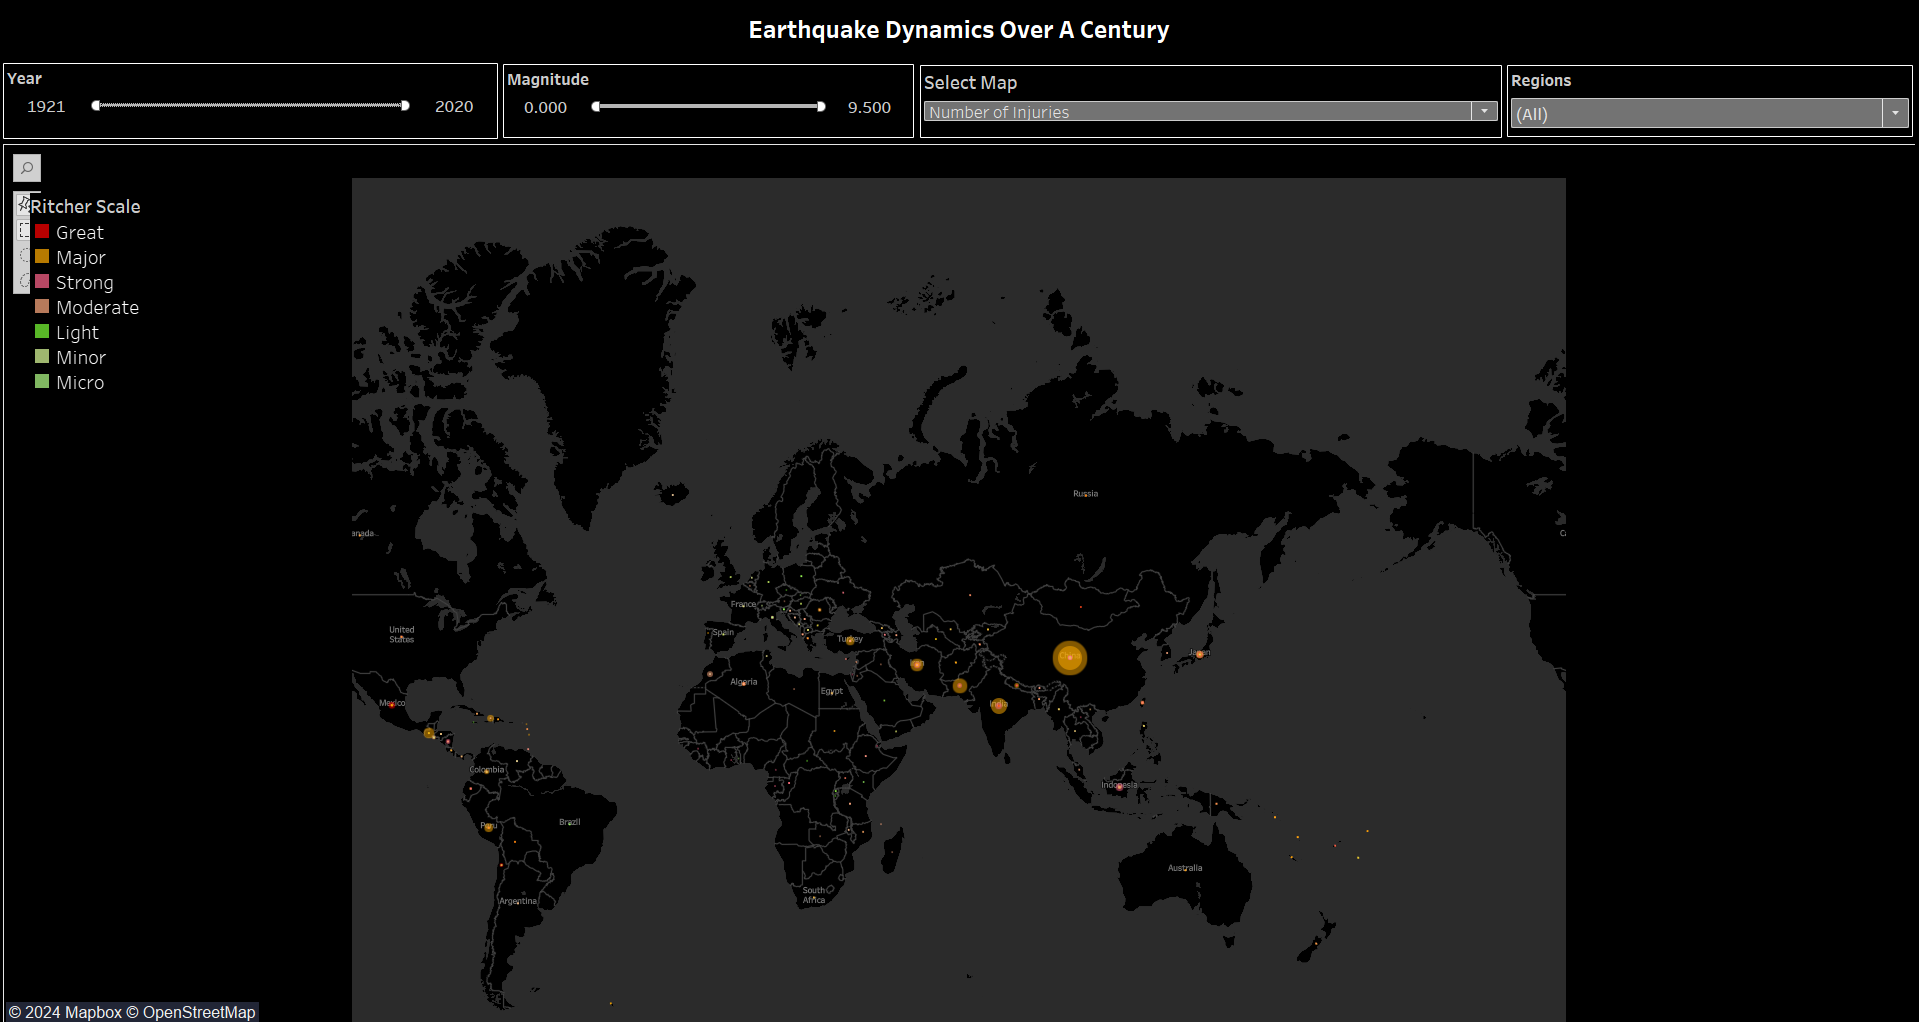 Earthquake Dynamics Over A Century
Year
1921
2020
Magnitude
0.000
9.500
Select Map
Number of Injuries
Regions
(All)
Ritcher Scale
Great
Major
Strong
Moderate
Light
Minor
Micro
Russia
anada..
France
United
States
Spain
Turkey
Japan
Iran
Algeria
Egypt
India
Mexico
Colombia
Indonesia
Peru
Brazil
Australia
South
Africa
Argentina
© 2024 Mapbox © OpenStreetMap